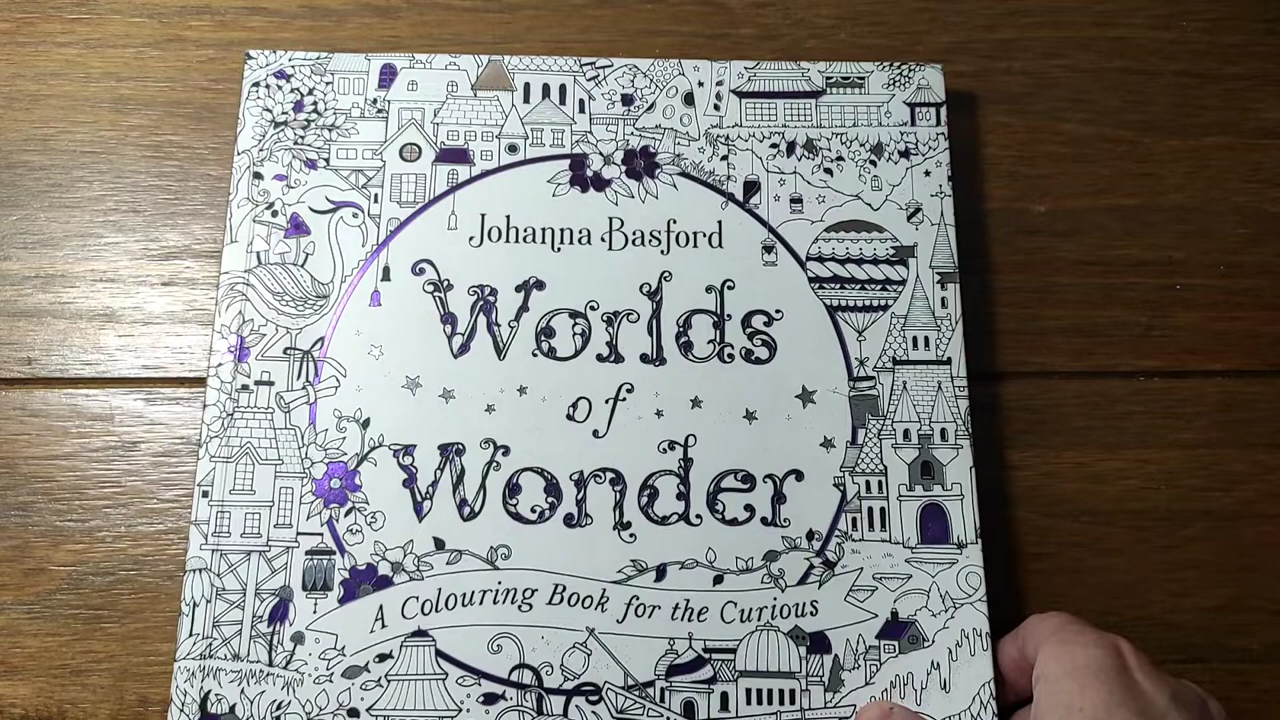 Johanna Basford
Worlds
of
Wonder
A Colouring Book for the Curious